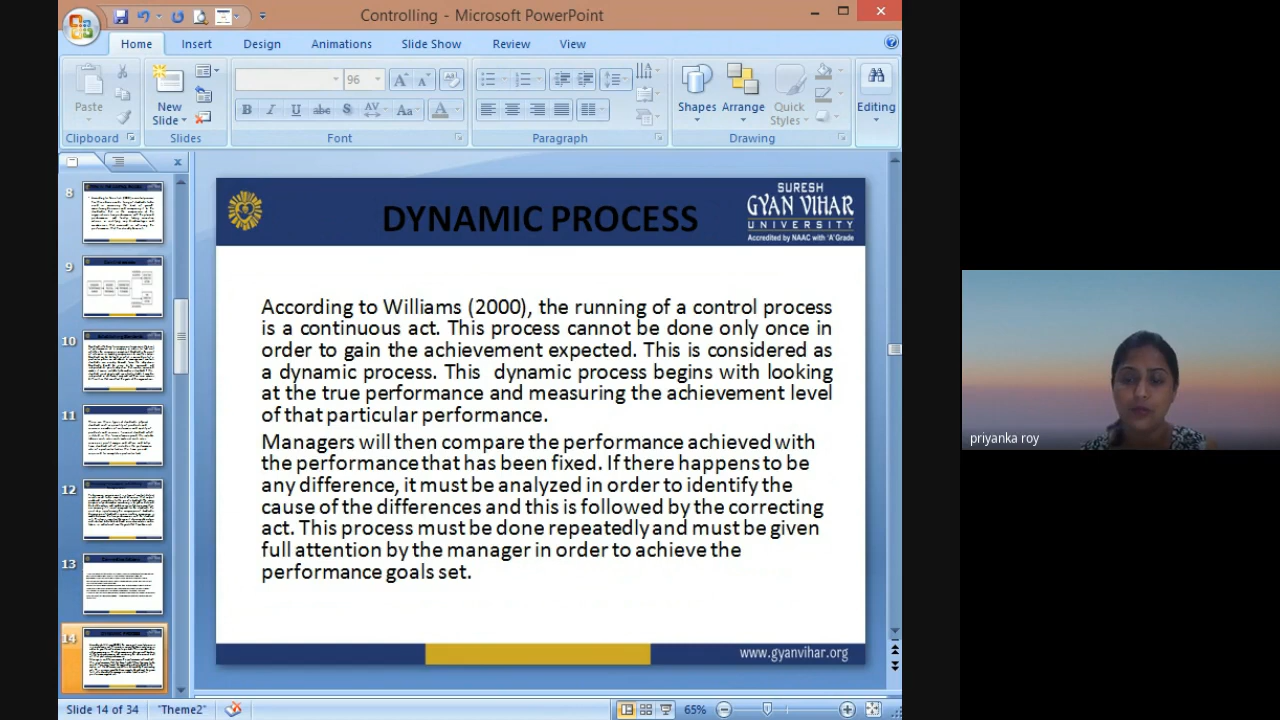 Controlling - Microsoft PowerPoint
Home Insert Design Animations Slide Show Review View
Paste
New
Slide
96
Shapes Arrange Quick
Styles
Editing
Clipboard Slides Font Paragraph Drawing
8
9
10
11
12
13
14
DYNAMIC PROCESS
SURESH
GYAN VIHAR
UNIVERSITY
Accredited by NAAC with 'A' Grade
According to Williams (2000), the running of a control process
is a continuous act. This process cannot be done only once in
order to gain the achievement expected. This is considered as
a dynamic process. This dynamic process begins with looking
at the true performance and measuring the achievement level
of that particular performance.
Managers will then compare the performance achieved with
the performance that has been fixed. If there happens to be
any difference, it must be analyzed in order to identify the
cause of the differences and this is followed by the correcting
act. This process must be done repeatedly and must be given
full attention by the manager in order to achieve the
performance goals set.
www.gyanvihar.org
priyanka roy
Slide 14 of 34 "Theme2" 65%